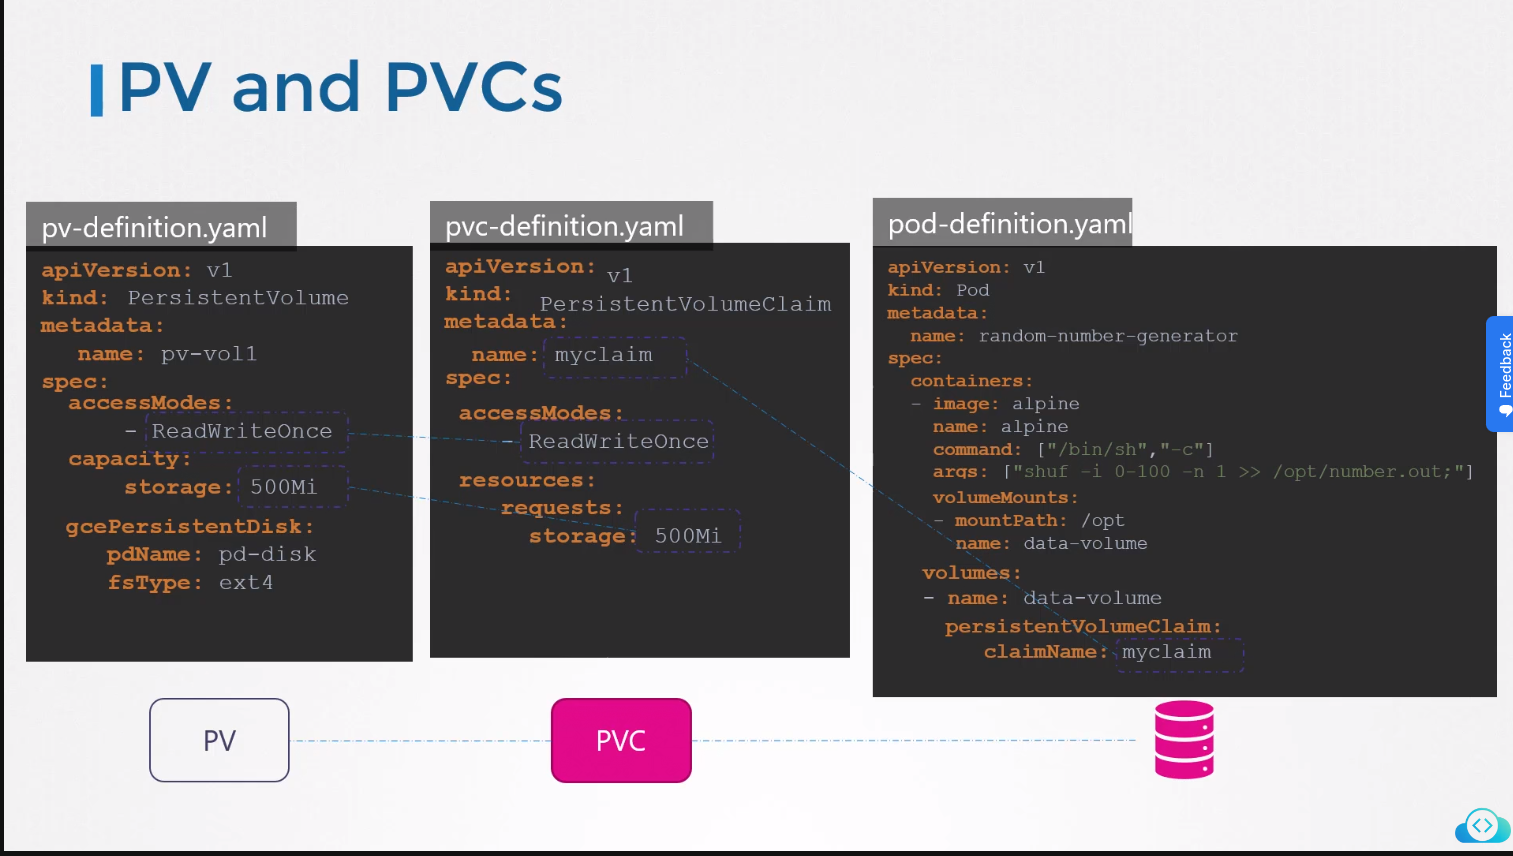 PV and PVCs
pv-definition.yaml
apiVersion: v1
kind: PersistentVolume
metadata:
name: pv-vol1
spec:
accessModes:
- ReadWriteOnce
capacity:
storage: 500Mi
gcePersistentDisk:
pdName: pd-disk
fsType: ext4
pvc-definition.yaml
apiVersion: v1
kind: PersistentVolumeClaim
metadata:
name: myclaim
spec:
accessModes:
- ReadWriteOnce
resources:
requests:
storage: 500Mi
pod-definition.yaml
apiVersion: v1
kind: Pod
metadata:
name: random-number-generator
spec:
containers:
- image: alpine
name: alpine
command: ["/bin/sh","-c"]
args: ["shuf -i 0-100 -n 1 >> /opt/number.out;"]
volumeMounts:
- mountPath: /opt
name: data-volume
volumes:
- name: data-volume
persistentVolumeClaim:
claimName: myclaim
PV
PVC
Feedback